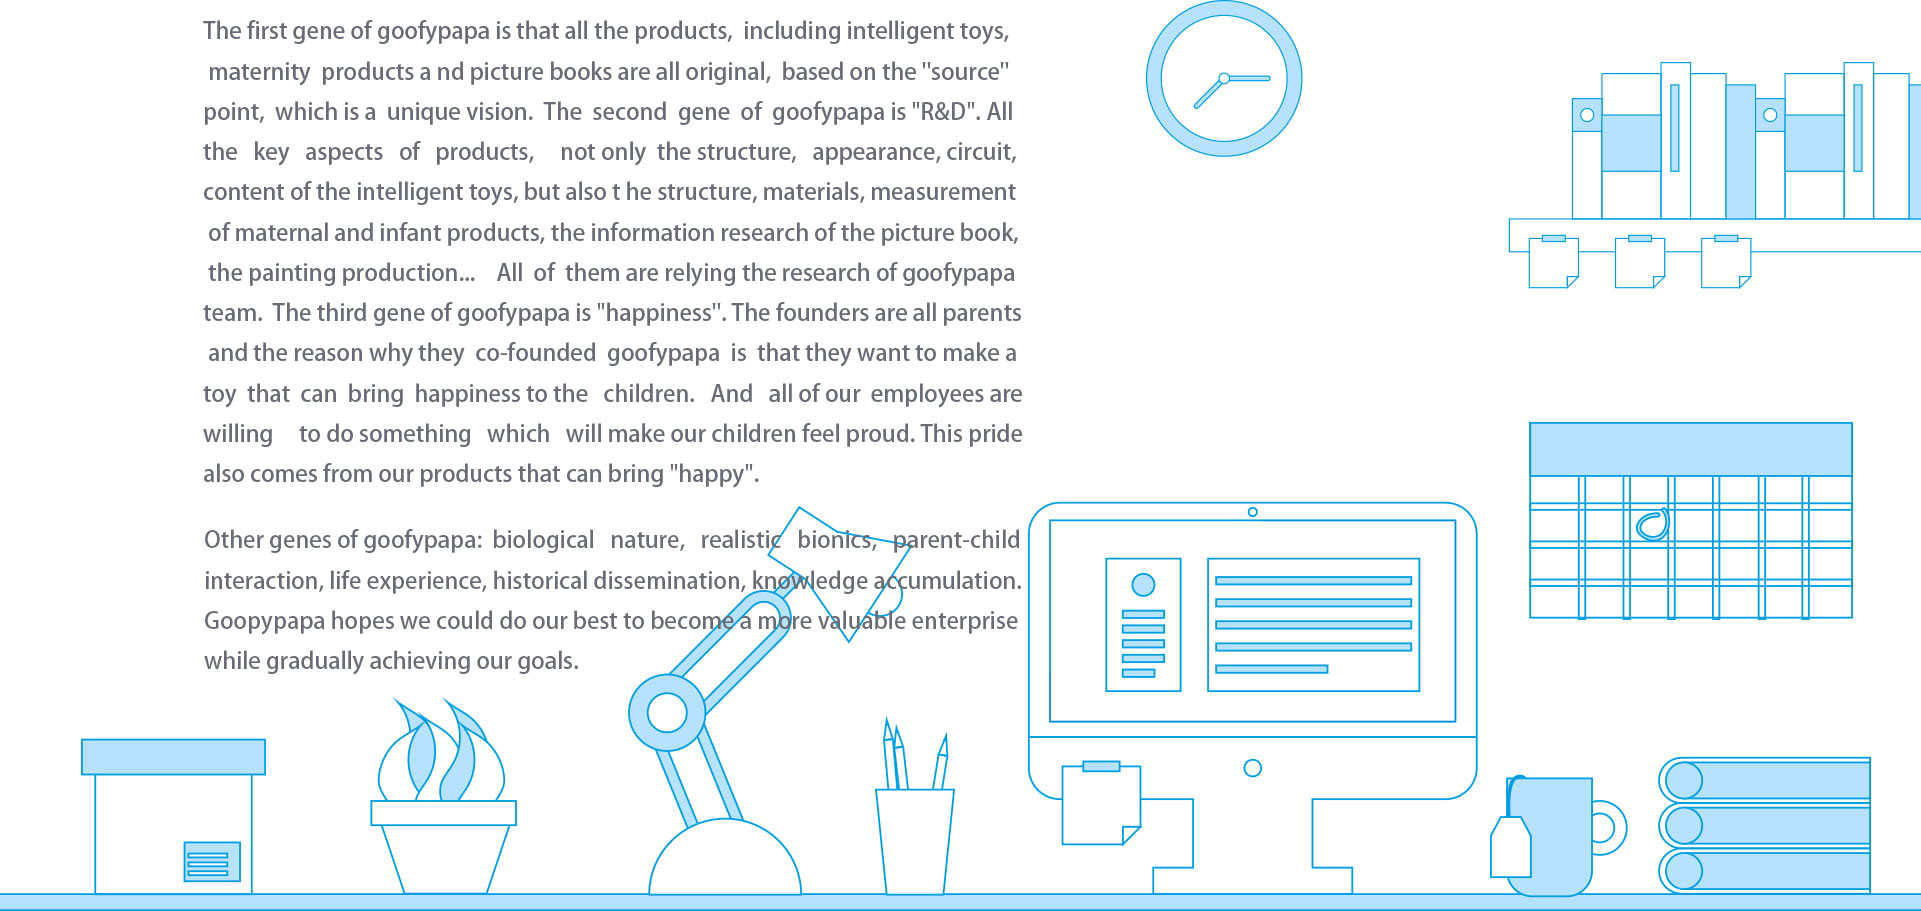 The first gene of goofypapa is that all the products, including intelligent toys,
maternity products a nd picture books are all original, based on the "source"
point, which is a unique vision. The second gene of goofypapa is "R&D". All
the key aspects of products, not only the structure, appearance, circuit,
content of the intelligent toys, but also t he structure, materials, measurement
of maternal and infant products, the information research of the picture book,
the painting production... All of them are relying the research of goofypapa
team. The third gene of goofypapa is "happiness". The founders are all parents
and the reason why they co-founded goofypapa is that they want to make a
toy that can bring happiness to the children. And all of our employees are
willing to do something which will make our children feel proud. This pride
also comes from our products that can bring "happy".
Other genes of goofypapa: biological nature, realistic bionics, parent-child
interaction, life experience, historical dissemination, knowledge accumulation.
Goopypapa hopes we could do our best to become a more valuable enterprise
while gradually achieving our goals.